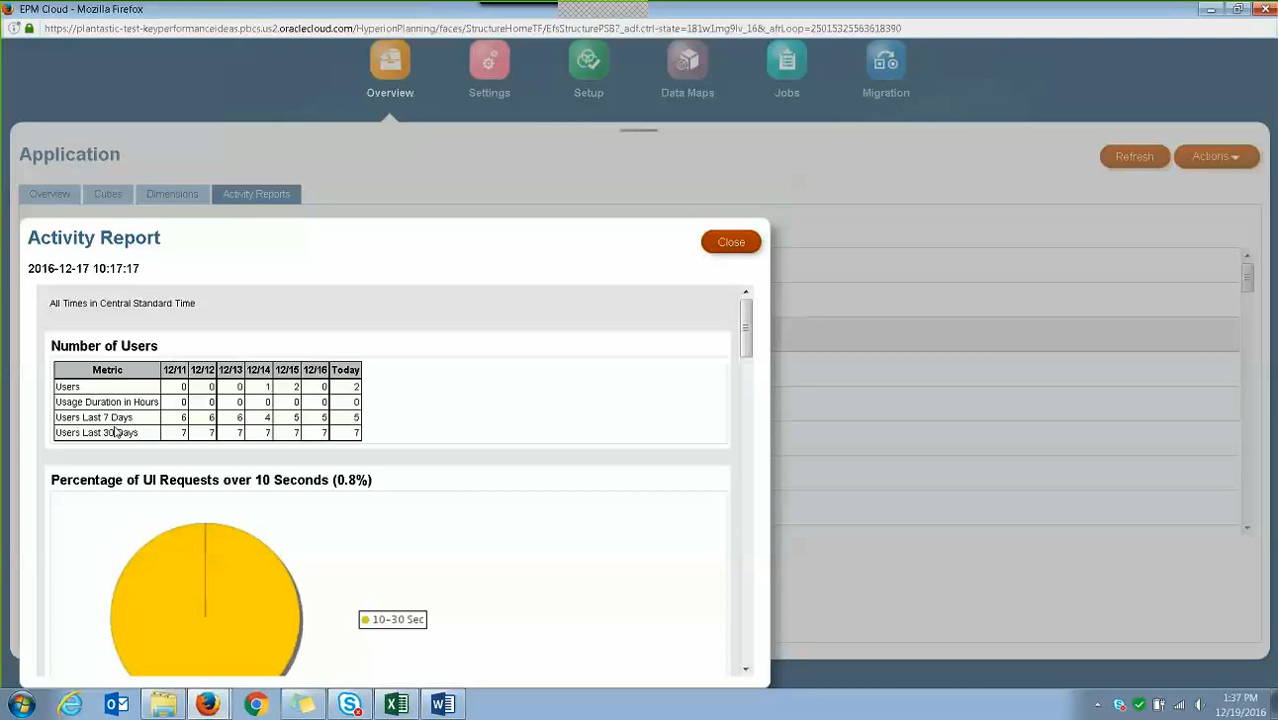 EPM Cloud - Mozilla Firefox
https://plantastic-test-keyperformanceideas.pbcs.us2.oraclecloud.com/HyperionPlanning/faces/StructureHomeTF/EfsStructurePSB?_adf.ctrl-state=181w1mg9lv_16&_afrLoop=25015325563618390
Overview Settings Setup Data Maps Jobs Migration
Application
Refresh Actions
Overview Cubes Dimensions Activity Reports
Activity Report
Close
2016-12-17 10:17:17
All Times in Central Standard Time
Number of Users
Metric 12/11 12/12 12/13 12/14 12/15 12/16 Today
Users 0 0 0 1 2 0 2
Usage Duration in Hours 0 0 0 0 0 0 0
Users Last 7 Days 6 6 6 4 5 5 5
Users Last 30 Days 7 7 7 7 7 7 7
Percentage of UI Requests over 10 Seconds (0.8%)
10-30 Sec
1:37 PM
12/19/2016